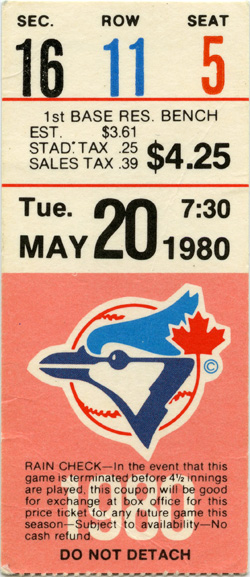 SEC. ROW SEAT
16 11 5
1st BASE RES. BENCH
EST. $3.61
STAD. TAX .25
SALES TAX .39 $4.25
Tue. 7:30
MAY 20 1980
©
RAIN CHECK—In the event that this
game is terminated before 4½ innings
are played, this coupon will be good
for exchange at box office for this
price ticket for any future game this
season—Subject to availability—No
cash refund.
DO NOT DETACH